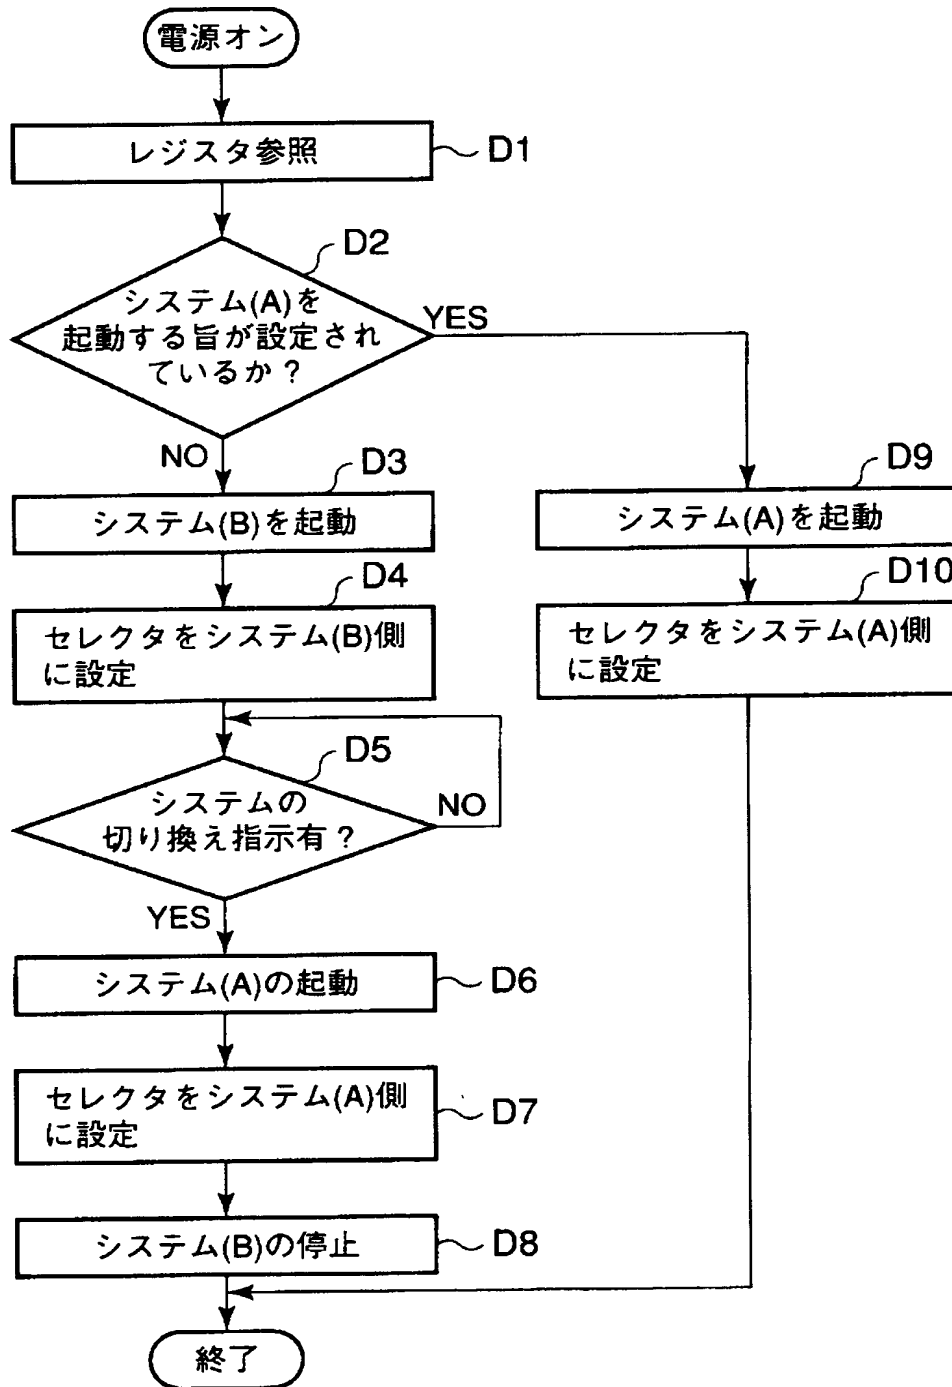 電源オン
レジスタ参照
D1
D2
システム(A)を
起動する旨が設定され
ているか？
YES
NO
D3
システム(B)を起動
D4
セレクタをシステム(B)側
に設定
D5
システムの
切り換え指示有？
NO
YES
システム(A)の起動
D6
セレクタをシステム(A)側
に設定
D7
システム(B)の停止
D8
D9
システム(A)を起動
D10
セレクタをシステム(A)側
に設定
終了